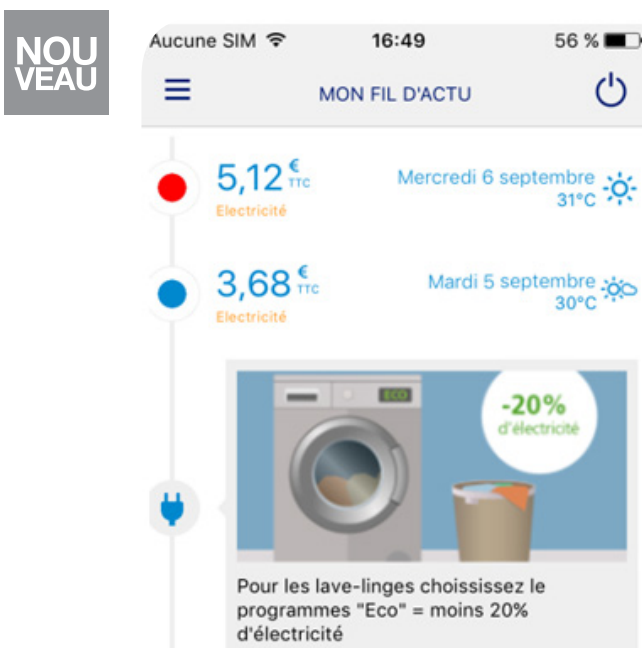 NOU
VEAU
Aucune SIM 16:49 56 %
MON FIL D'ACTU
5,12 € TTC
Electricité
Mercredi 6 septembre
31°C
3,68 € TTC
Electricité
Mardi 5 septembre
30°C
ECO
-20%
d'électricité
Pour les lave-linges choississez le
programmes "Eco" = moins 20%
d'électricité